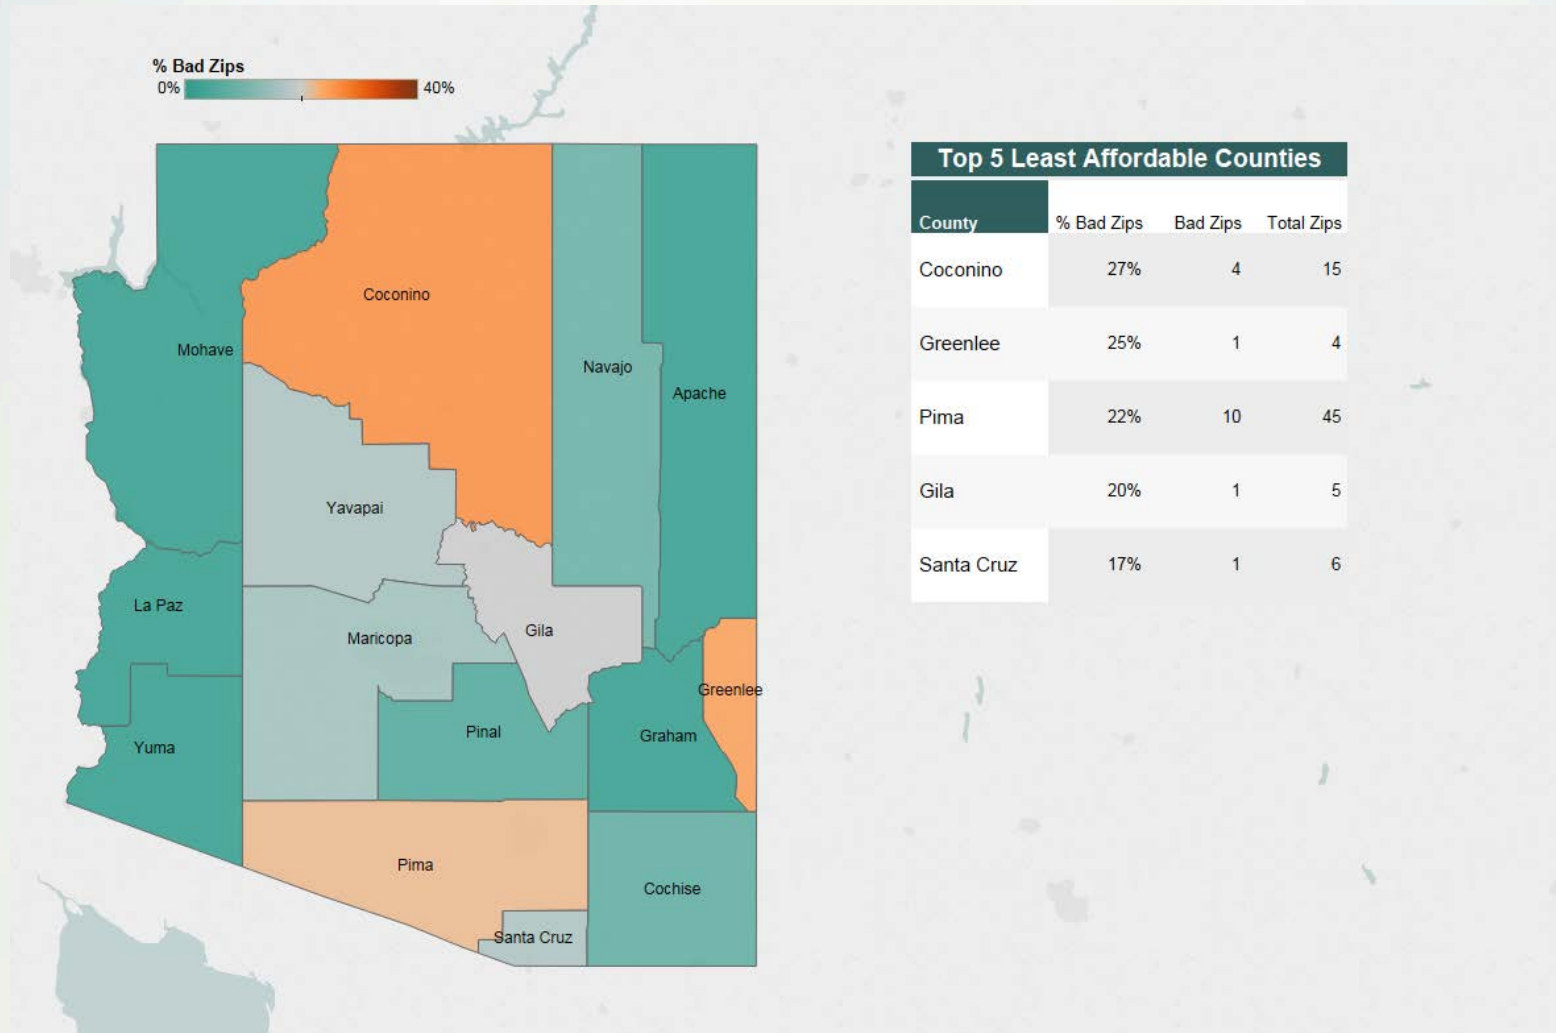 % Bad Zips
0% 40%
Coconino
Mohave
Navajo
Apache
Yavapai
La Paz
Gila
Maricopa
Greenlee
Pinal
Graham
Yuma
Pima
Cochise
Santa Cruz
Top 5 Least Affordable Counties
County % Bad Zips Bad Zips Total Zips
Coconino 27% 4 15
Greenlee 25% 1 4
Pima 22% 10 45
Gila 20% 1 5
Santa Cruz 17% 1 6